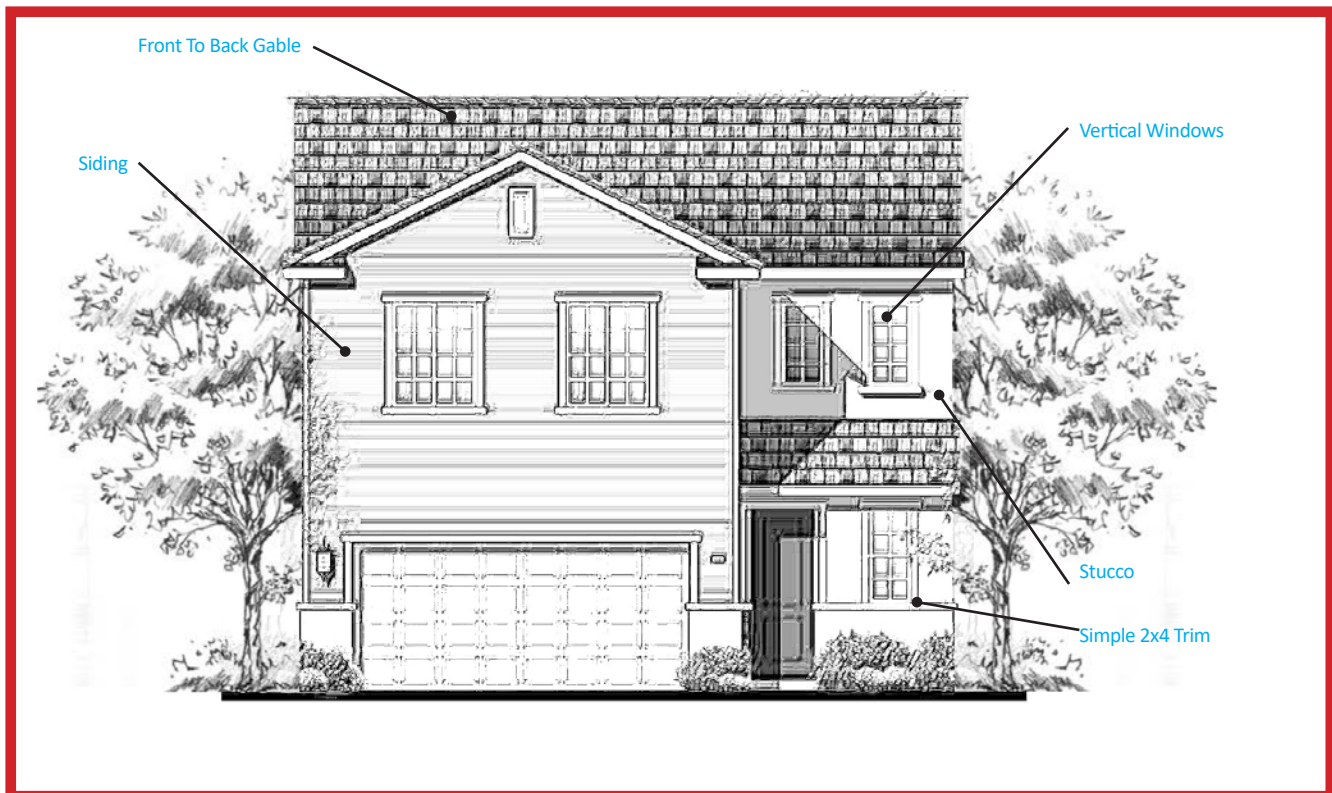 Front To Back Gable
Vertical Windows
Siding
Stucco
Simple 2x4 Trim